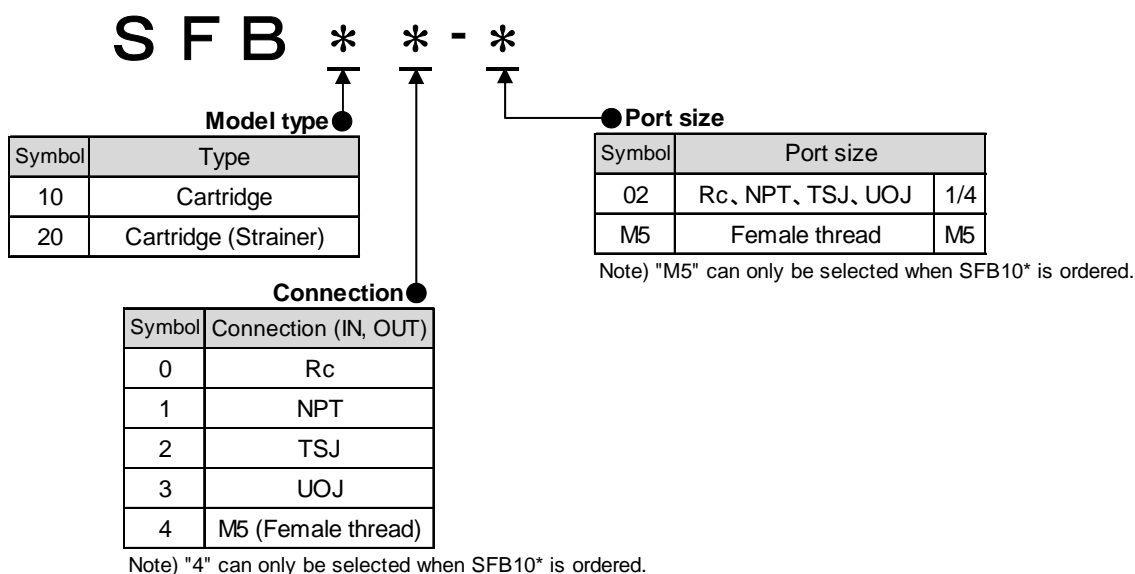 SFB * * - *
Model type
Symbol Type
10 Cartridge
20 Cartridge (Strainer)
Port size
Symbol Port size
02 Rc、NPT、TSJ、UOJ 1/4
M5 Female thread M5
Note) "M5" can only be selected when SFB10* is ordered.
Connection
Symbol Connection (IN, OUT)
0 Rc
1 NPT
2 TSJ
3 UOJ
4 M5 (Female thread)
Note) "4" can only be selected when SFB10* is ordered.